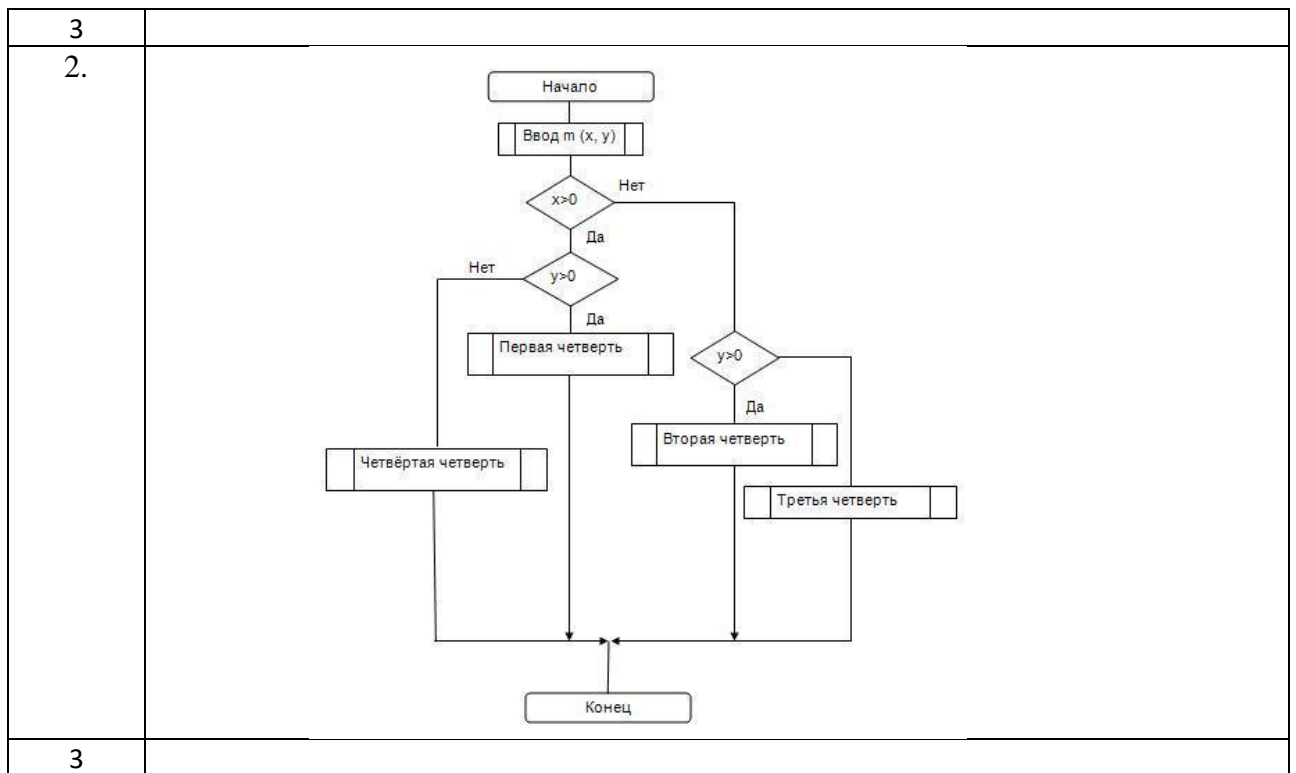 3
2.
Начало
Ввод m (x, y)
x>0
Нет
Да
Нет
y>0
Да
Первая четверть
y>0
Да
Вторая четверть
Четвёртая четверть
Третья четверть
Конец
3